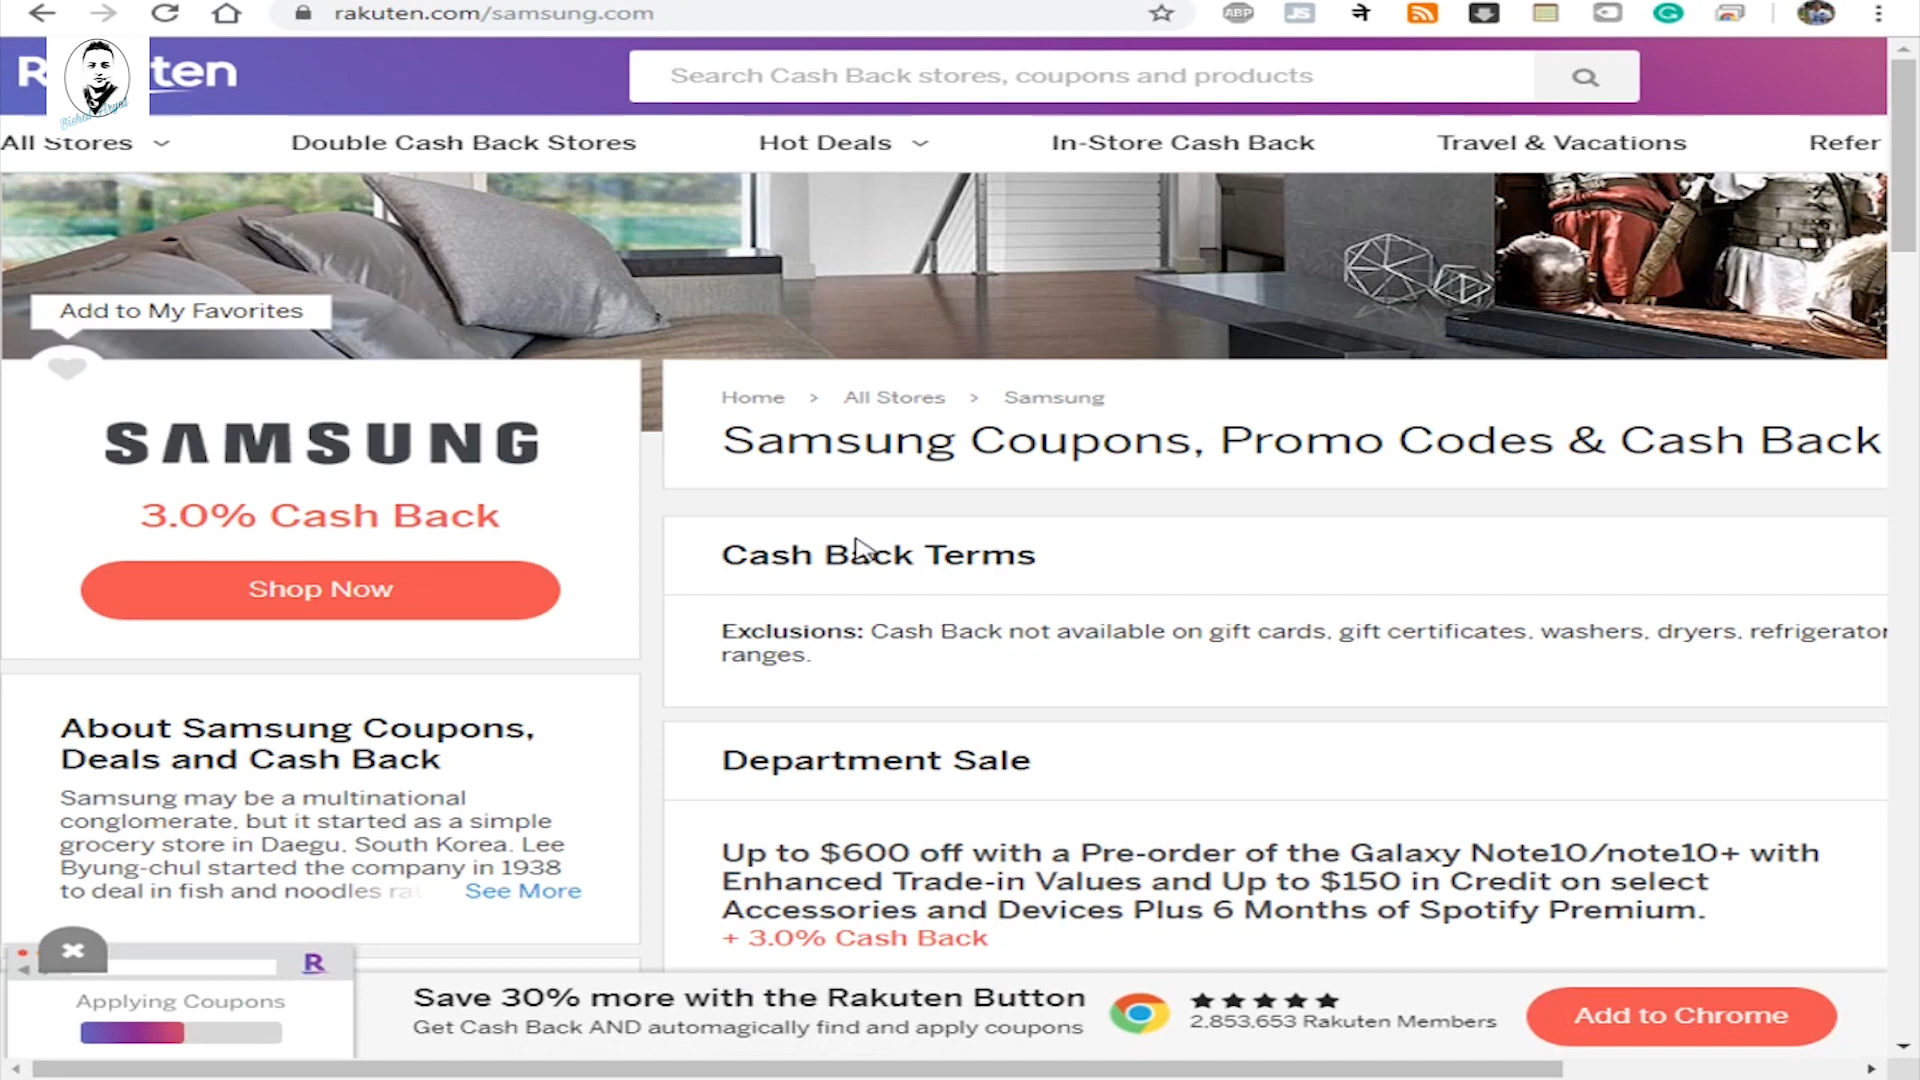 rakuten.com/samsung.com
ABP
JS
ने
R ten
Search Cash Back stores, coupons and products
All Stores
Double Cash Back Stores
Hot Deals
In-Store Cash Back
Travel & Vacations
Refer
Add to My Favorites
SAMSUNG
3.0% Cash Back
Shop Now
About Samsung Coupons,
Deals and Cash Back
Samsung may be a multinational
conglomerate, but it started as a simple
grocery store in Daegu, South Korea. Lee
Byung-chul started the company in 1938
to deal in fish and noodles See More
Home > All Stores > Samsung
Samsung Coupons, Promo Codes & Cash Back
Cash Back Terms
Exclusions: Cash Back not available on gift cards, gift certificates, washers, dryers, refrigerator
ranges.
Department Sale
Up to $600 off with a Pre-order of the Galaxy Note10/note10+ with
Enhanced Trade-in Values and Up to $150 in Credit on select
Accessories and Devices Plus 6 Months of Spotify Premium.
+ 3.0% Cash Back
R
Applying Coupons
Save 30% more with the Rakuten Button
Get Cash Back AND automagically find and apply coupons
2,853,653 Rakuten Members
Add to Chrome